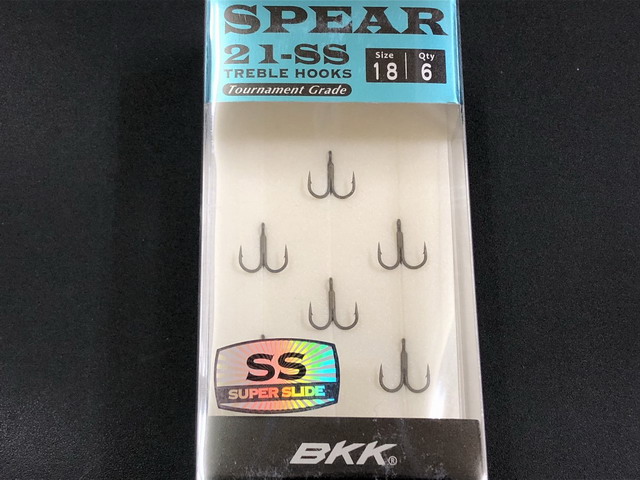 SPEAR
21-SS
TREBLE HOOKS
Tournament Grade
Size Qty
18 6
SS
SUPER SLIDE
BKK®